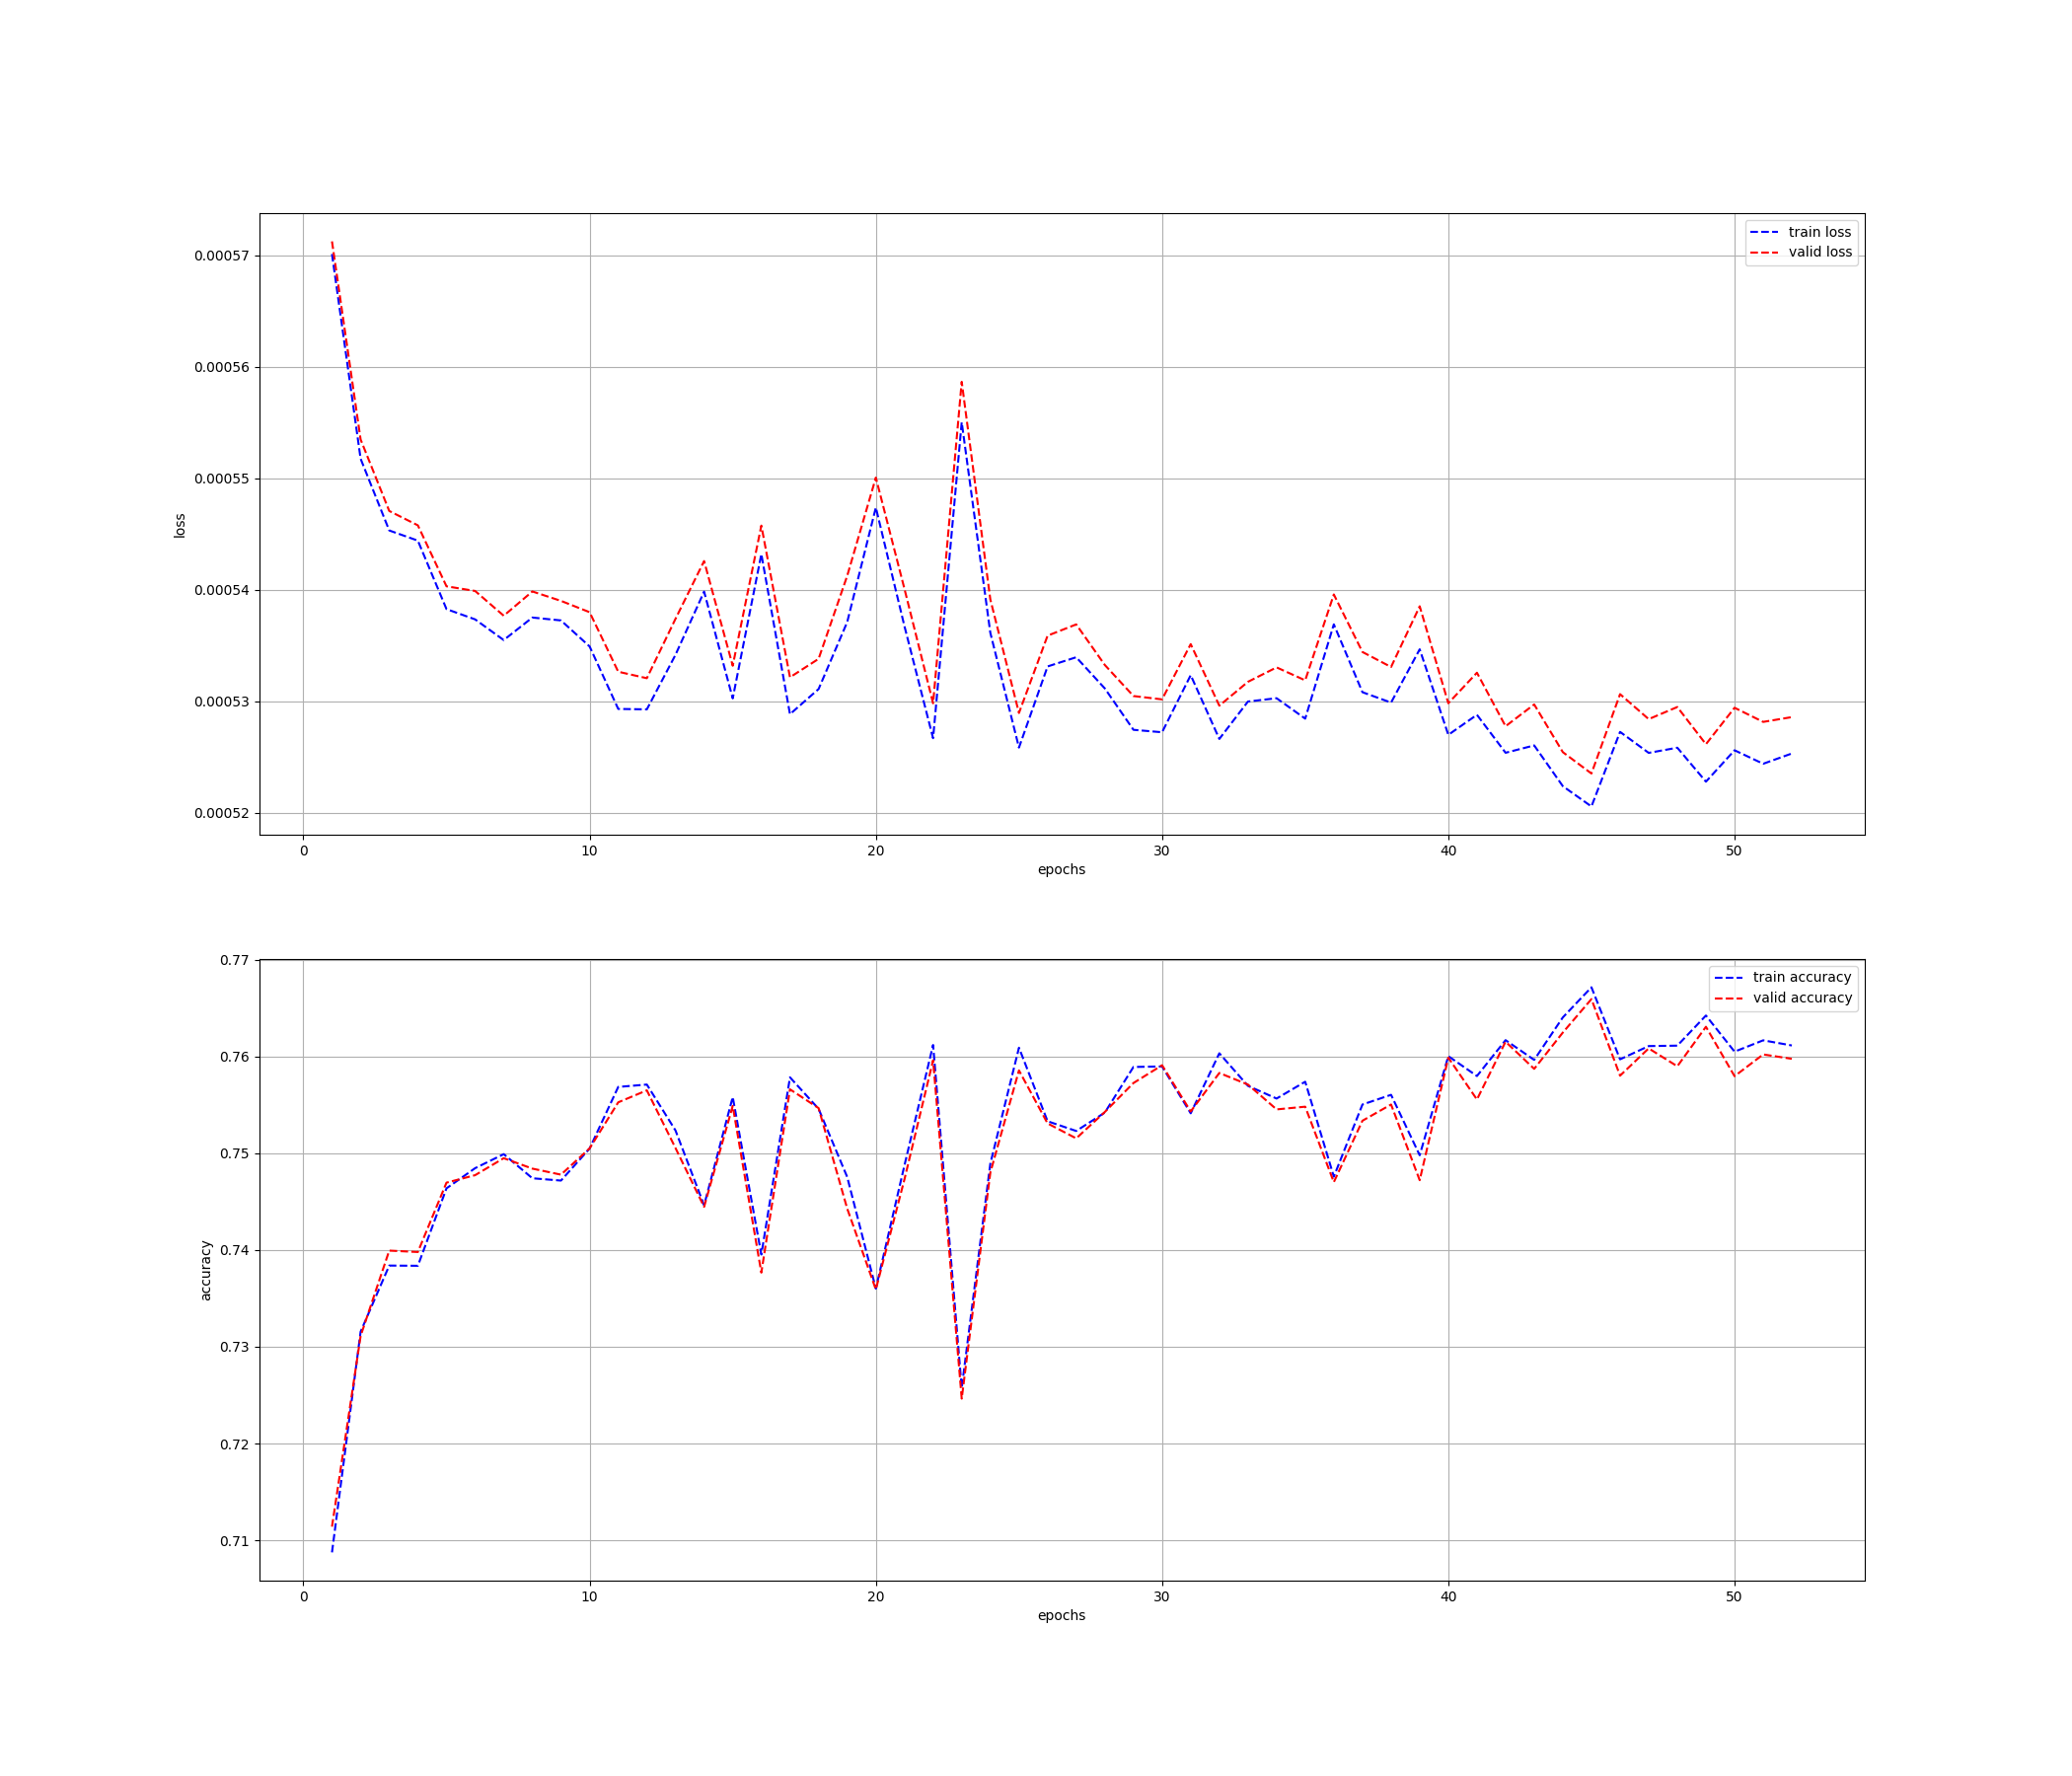 train loss
valid loss
0.00057
0.00056
0.00055
0.00054
0.00053
0.00052
loss
0 10 20 30 40 50
epochs
train accuracy
valid accuracy
0.77
0.76
0.75
0.74
0.73
0.72
0.71
accuracy
0 10 20 30 40 50
epochs